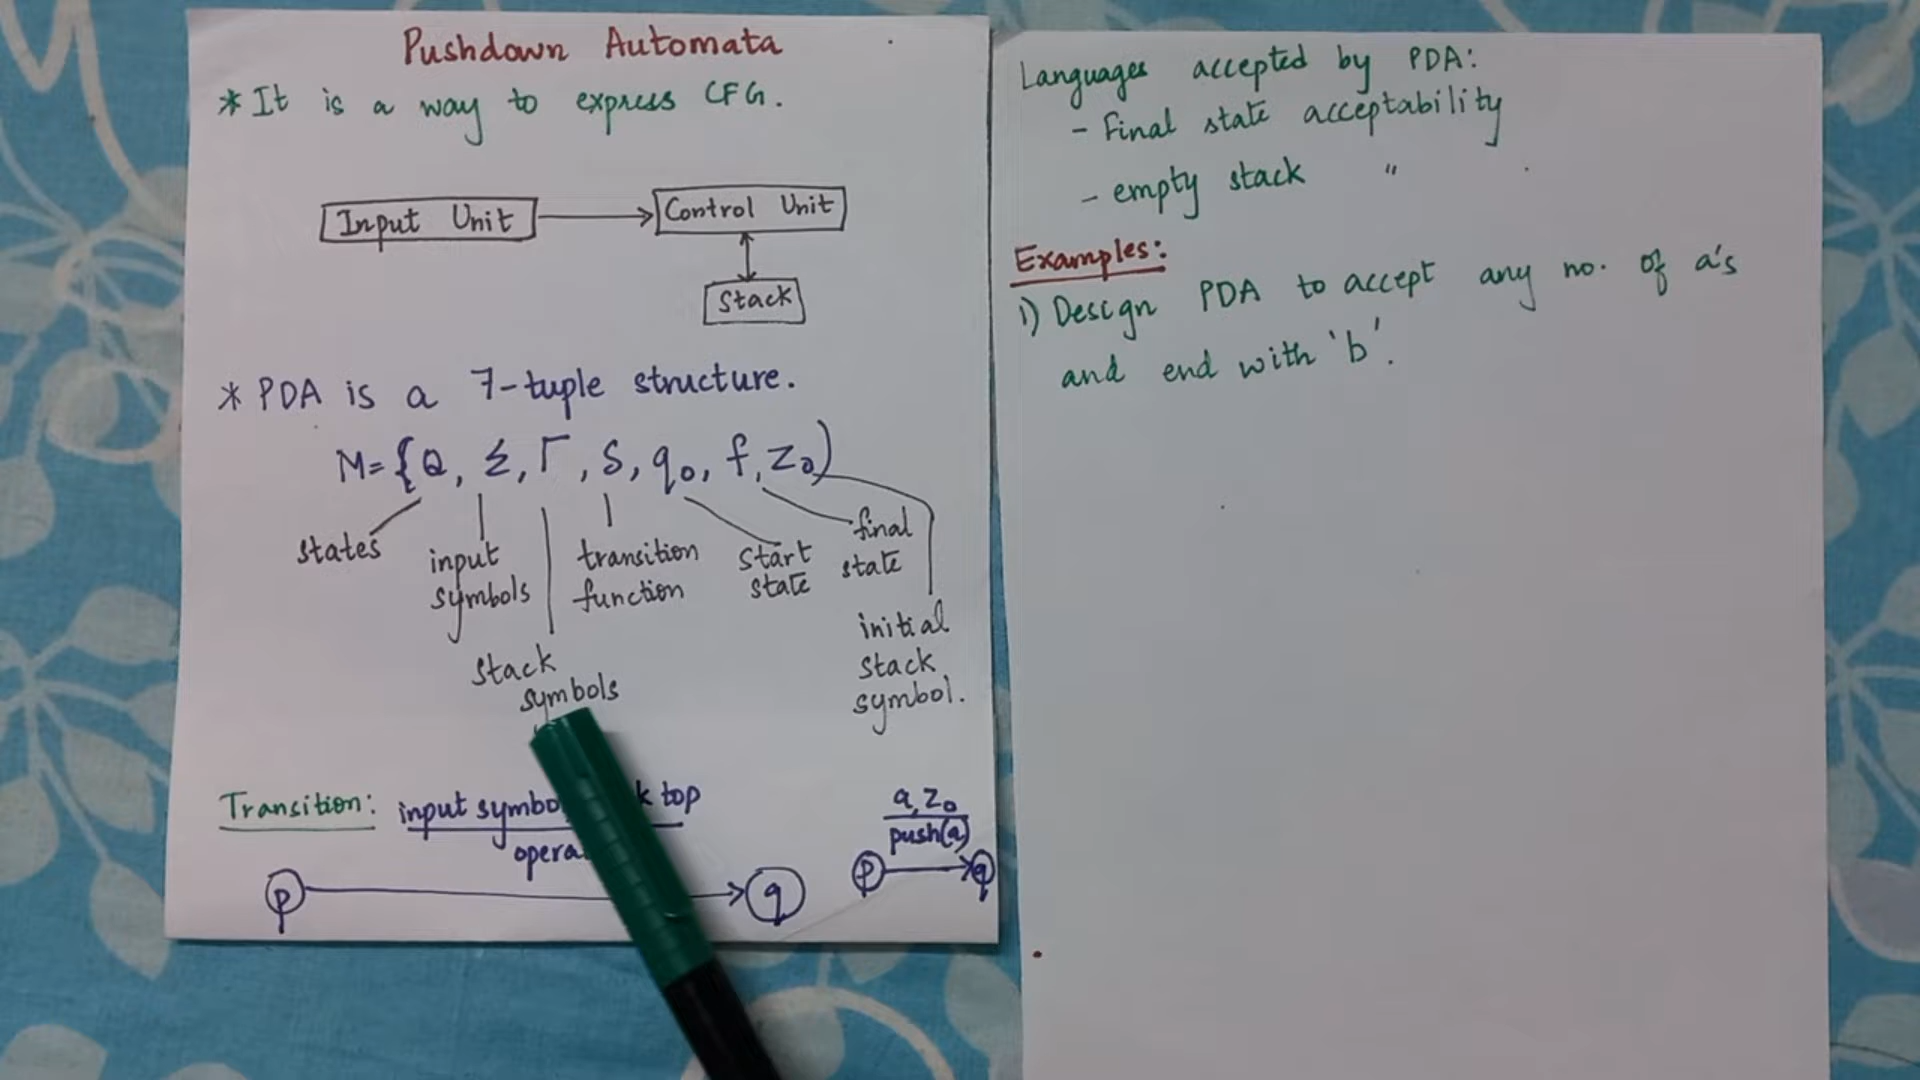 Pushdown Automata
* It is a way to express CFG.
Input Unit
Control Unit
Stack
* PDA is a 7-tuple structure.
M={Q, Σ, Γ, δ, q0, f, z0)
states
input
symbols
stack
symbols
transition
function
start
state
final
state
initial
stack
symbol.
Transition:
input symbo k top
opera
p
q
a, z0
push(a)
p
q
Languages accepted by PDA:
- Final state acceptability
- empty stack "
Examples:
1) Design PDA to accept any no. of a's
and end with 'b'.